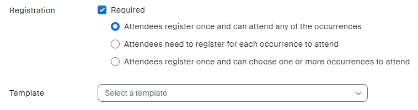 Registration Required
Attendees register once and can attend any of the occurrences
Attendees need to register for each occurrence to attend
Attendees register once and can choose one or more occurrences to attend
Template Select a template